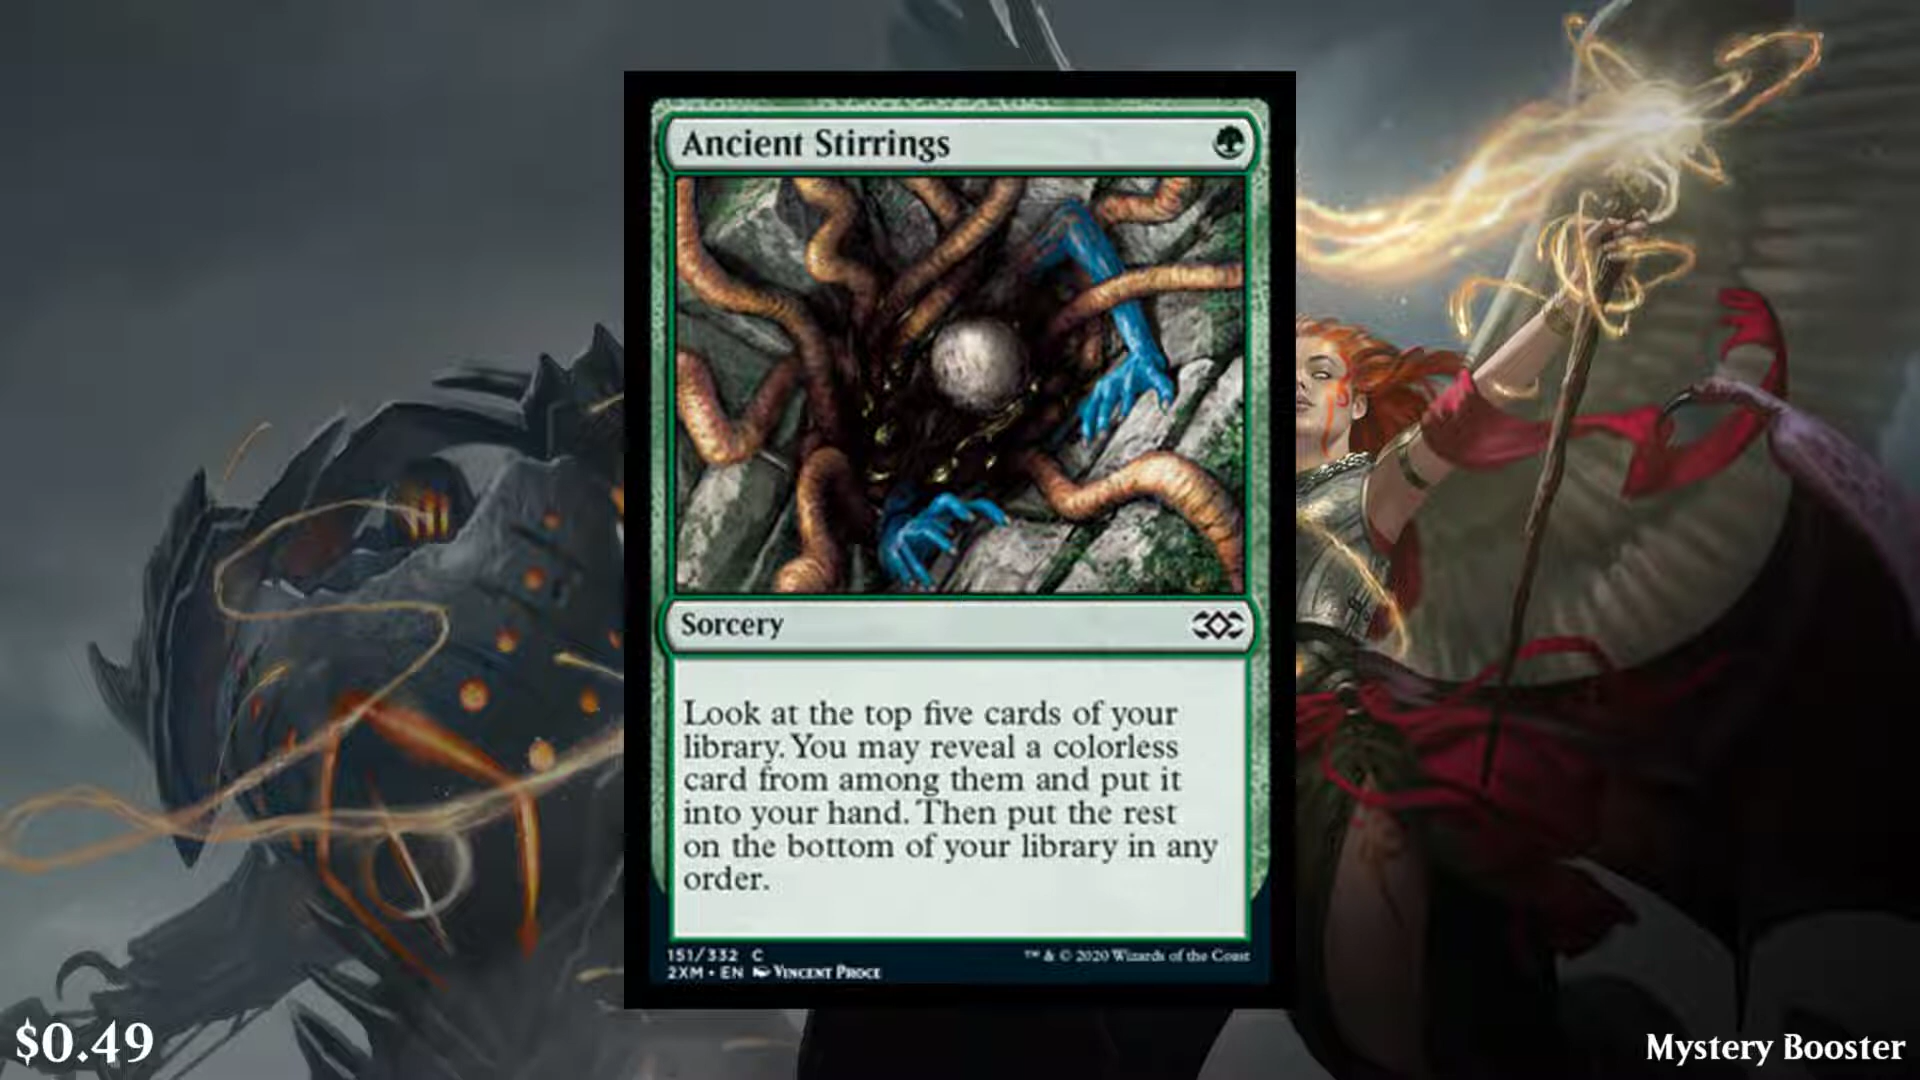 Ancient Stirrings
Sorcery
Look at the top five cards of your
library. You may reveal a colorless
card from among them and put it
into your hand. Then put the rest
on the bottom of your library in any
order.
151/332 C
™ & © 2020 Wizards of the Coast
2XM • EN Vincent Proce
$0.49
Mystery Booster